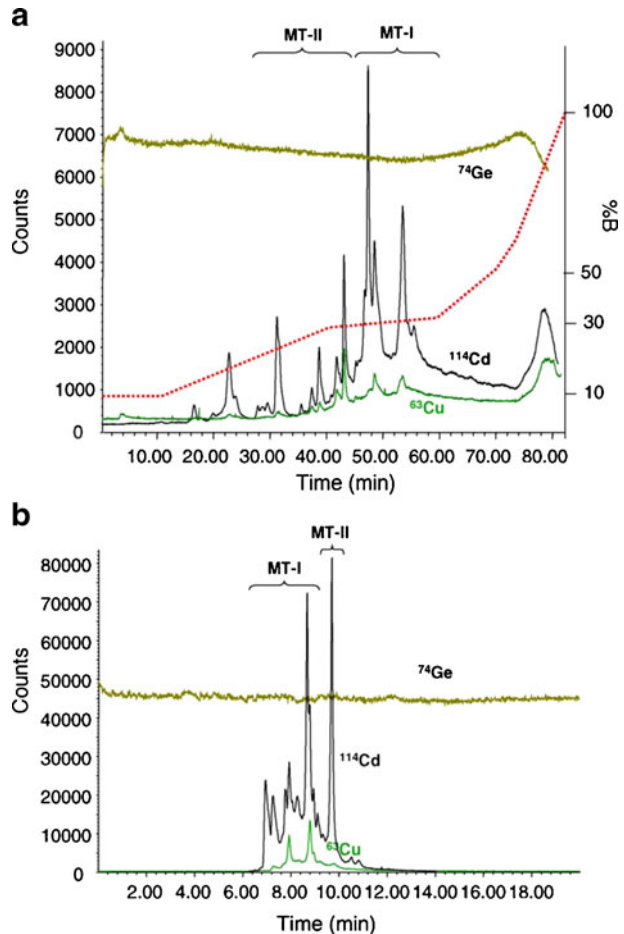 a
MT-II MT-I
9000
8000
7000
6000
5000
4000
3000
2000
1000
0
Counts
100
50
30
10
%B
74Ge
114Cd
63Cu
10.00 20.00 30.00 40.00 50.00 60.00 70.00 80.00
Time (min)
b
MT-II
MT-I
80000
70000
60000
50000
40000
30000
20000
10000
0
Counts
74Ge
114Cd
63Cu
2.00 4.00 6.00 8.00 10.00 12.00 14.00 16.00 18.00
Time (min)